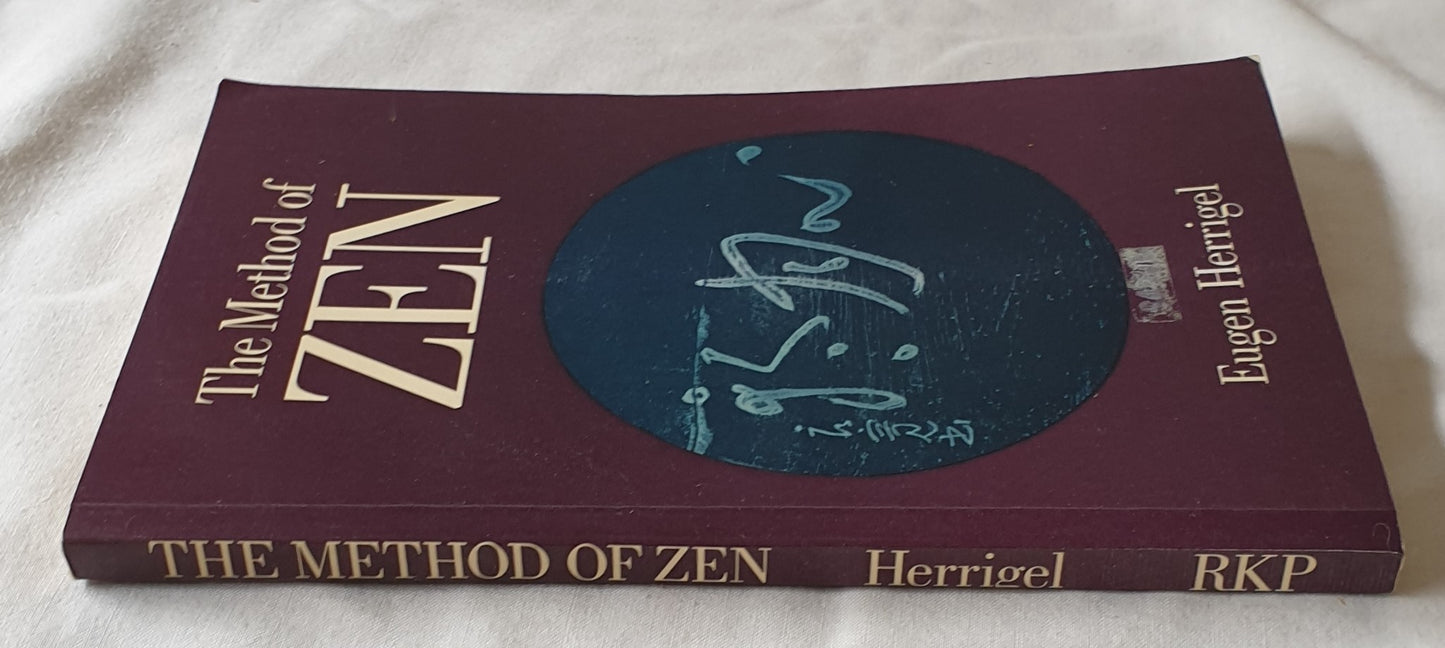 The Method of
ZEN
Eugen Herrigel
THE METHOD OF ZEN Herrigel RKP